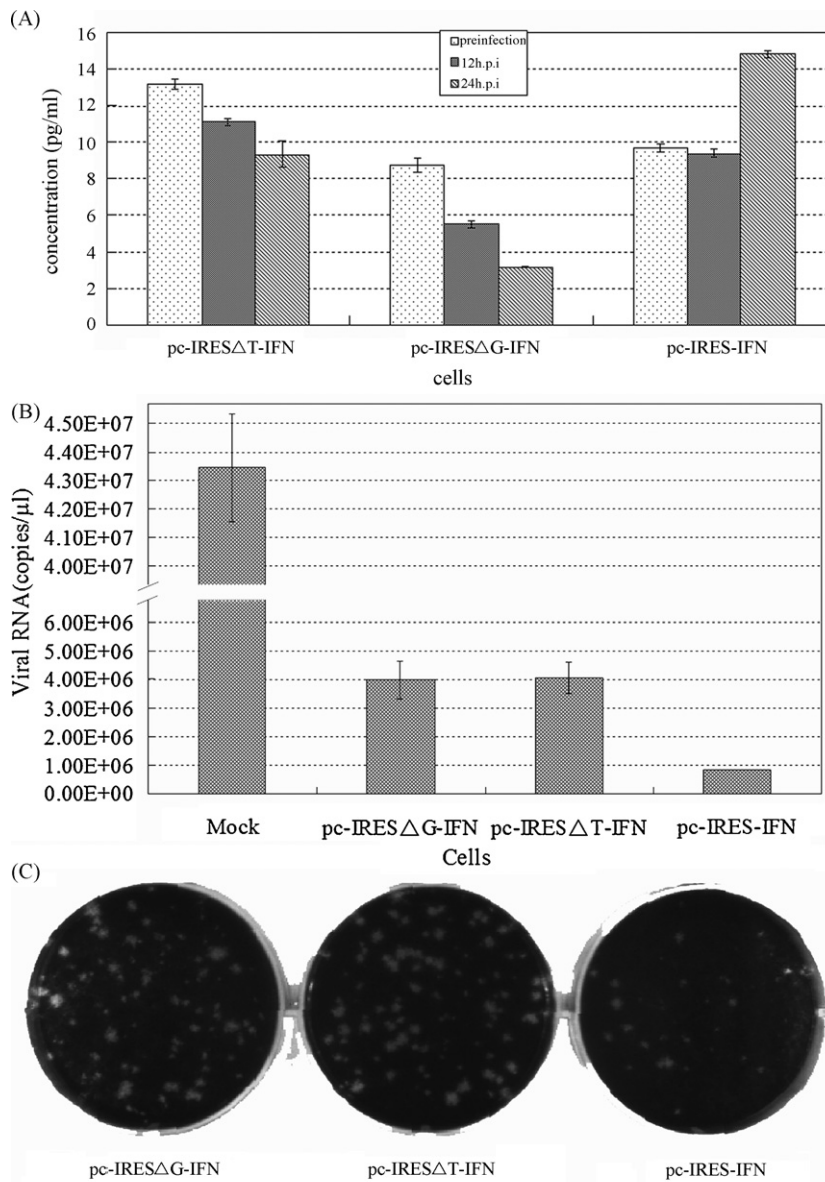 (A)
concentration (pg/ml)
16
14
12
10
8
6
4
2
0
preinfection
12h.p.i
24h.p.i
pc-IRES△T-IFN pc-IRES△G-IFN pc-IRES-IFN
cells
(B)
Viral RNA(copies/μl)
4.50E+07
4.40E+07
4.30E+07
4.20E+07
4.10E+07
4.00E+07
6.00E+06
5.00E+06
4.00E+06
3.00E+06
2.00E+06
1.00E+06
0.00E+00
Mock pc-IRES△G-IFN pc-IRES△T-IFN pc-IRES-IFN
Cells
(C)
pc-IRES△G-IFN pc-IRES△T-IFN pc-IRES-IFN